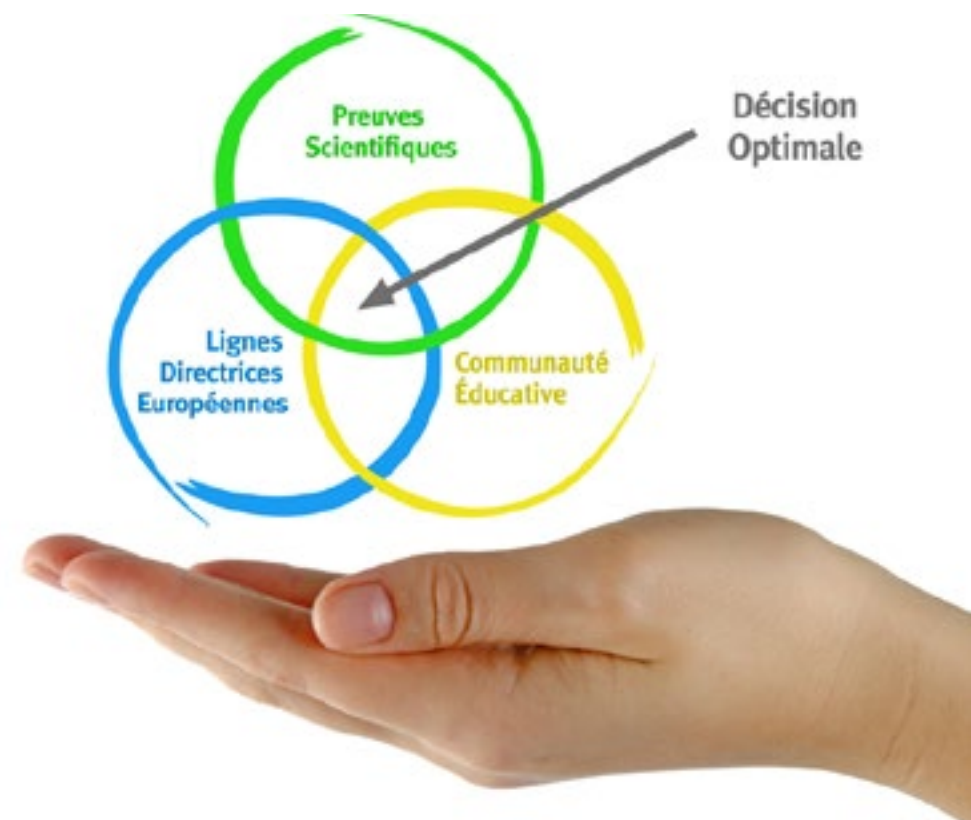 Preuves
Scientifiques
Décision
Optimale
Lignes
Directrices
Européennes
Communauté
Éducative